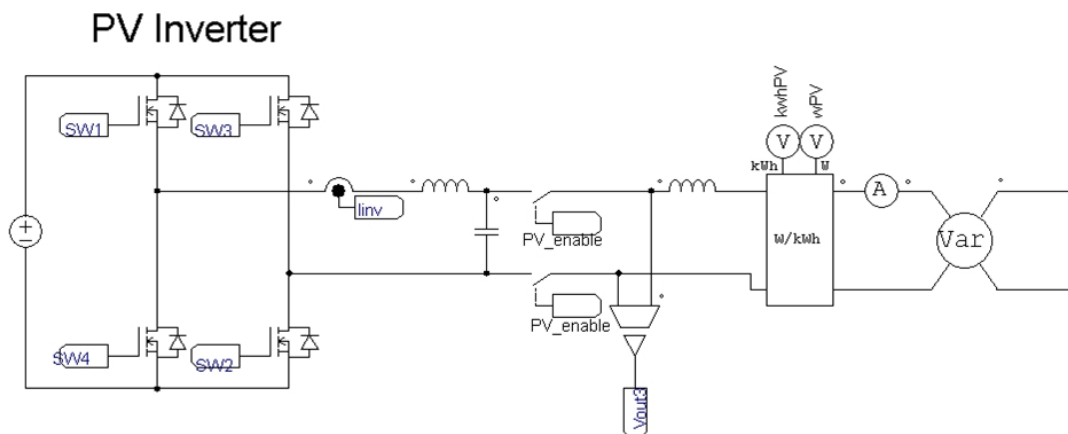 PV Inverter
SW1
SW3
Iinv
PV_enable
PV_enable
SW4
SW2
Vout3
kwhPV
wPV
V
V
kWh
W
W/kWh
A
Var